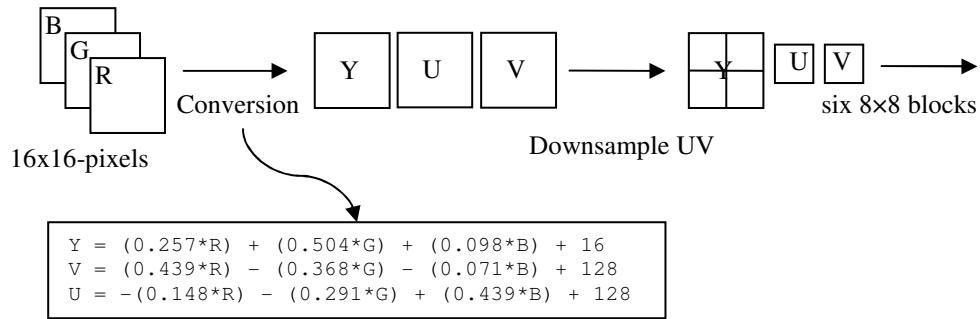 B
G
R
Y U V
Y U V
Conversion
six 8×8 blocks
16x16-pixels
Downsample UV
Y = (0.257*R) + (0.504*G) + (0.098*B) + 16
V = (0.439*R) - (0.368*G) - (0.071*B) + 128
U = -(0.148*R) - (0.291*G) + (0.439*B) + 128